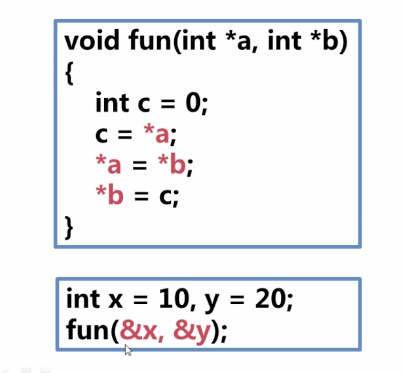 void fun(int *a, int *b)
{
int c = 0;
c = *a;
*a = *b;
*b = c;
}
int x = 10, y = 20;
fun(&x, &y);